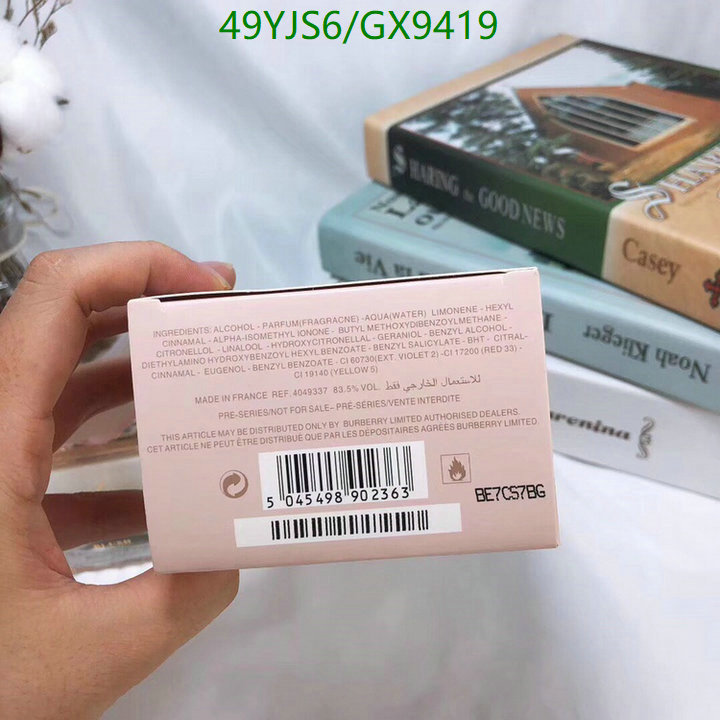 49YJS6/GX9419
SHARING the GOOD NEWS
Casey
la Vie
Noah Klieger
INGREDIENTS: ALCOHOL - PARFUM(FRAGRACNE) -AQUA(WATER) LIMONENE - HEXYL
CINNAMAL - ALPHA-ISOMETHYL IONONE - BUTYL METHOXYDIBENZOYLMETHANE -
CITRONELLOL - LINALOOL - HYDROXYCITRONELLAL - GERANIOL - BENZYL ALCOHOL -
DIETHYLAMINO HYDROXYBENZOYL HEXYL BENZOATE - BENZYL SALICYLATE - BHT - CITRAL-
CINNAMAL - EUGENOL - BENZYL BENZOATE - CI 60730(EXT. VIOLET 2) -CI 17200 (RED 33) -
CI 19140 (YELLOW 5)
MADE IN FRANCE REF. 4049337 83.5% VOL. للاستعمال الخارجي فقط
PRE-SERIES/NOT FOR SALE– PRÉ-SÉRIES/VENTE INTERDITE
THIS ARTICLE MAY BE DISTRIBUTED ONLY BY BURBERRY LIMITED AUTHORISED DEALERS.
CET ARTICLE NE PEUT ÊTRE DISTRIBUÉ QUE PAR LES DÉPOSITAIRES AGRÉES BURBERRY LIMITED
5 045498 902363
BE7CS7BG